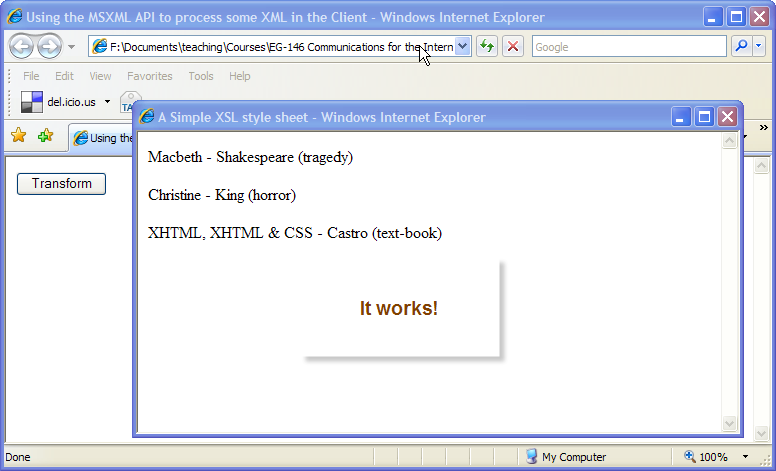 Using the MSXML API to process some XML in the Client - Windows Internet Explorer
F:\Documents\teaching\Courses\EG-146 Communications for the Intern
Google
File Edit View Favorites Tools Help
del.icio.us
TA
Using the
A Simple XSL style sheet - Windows Internet Explorer
Transform
Macbeth - Shakespeare (tragedy)
Christine - King (horror)
XHTML, XHTML & CSS - Castro (text-book)
It works!
Done
My Computer
100%